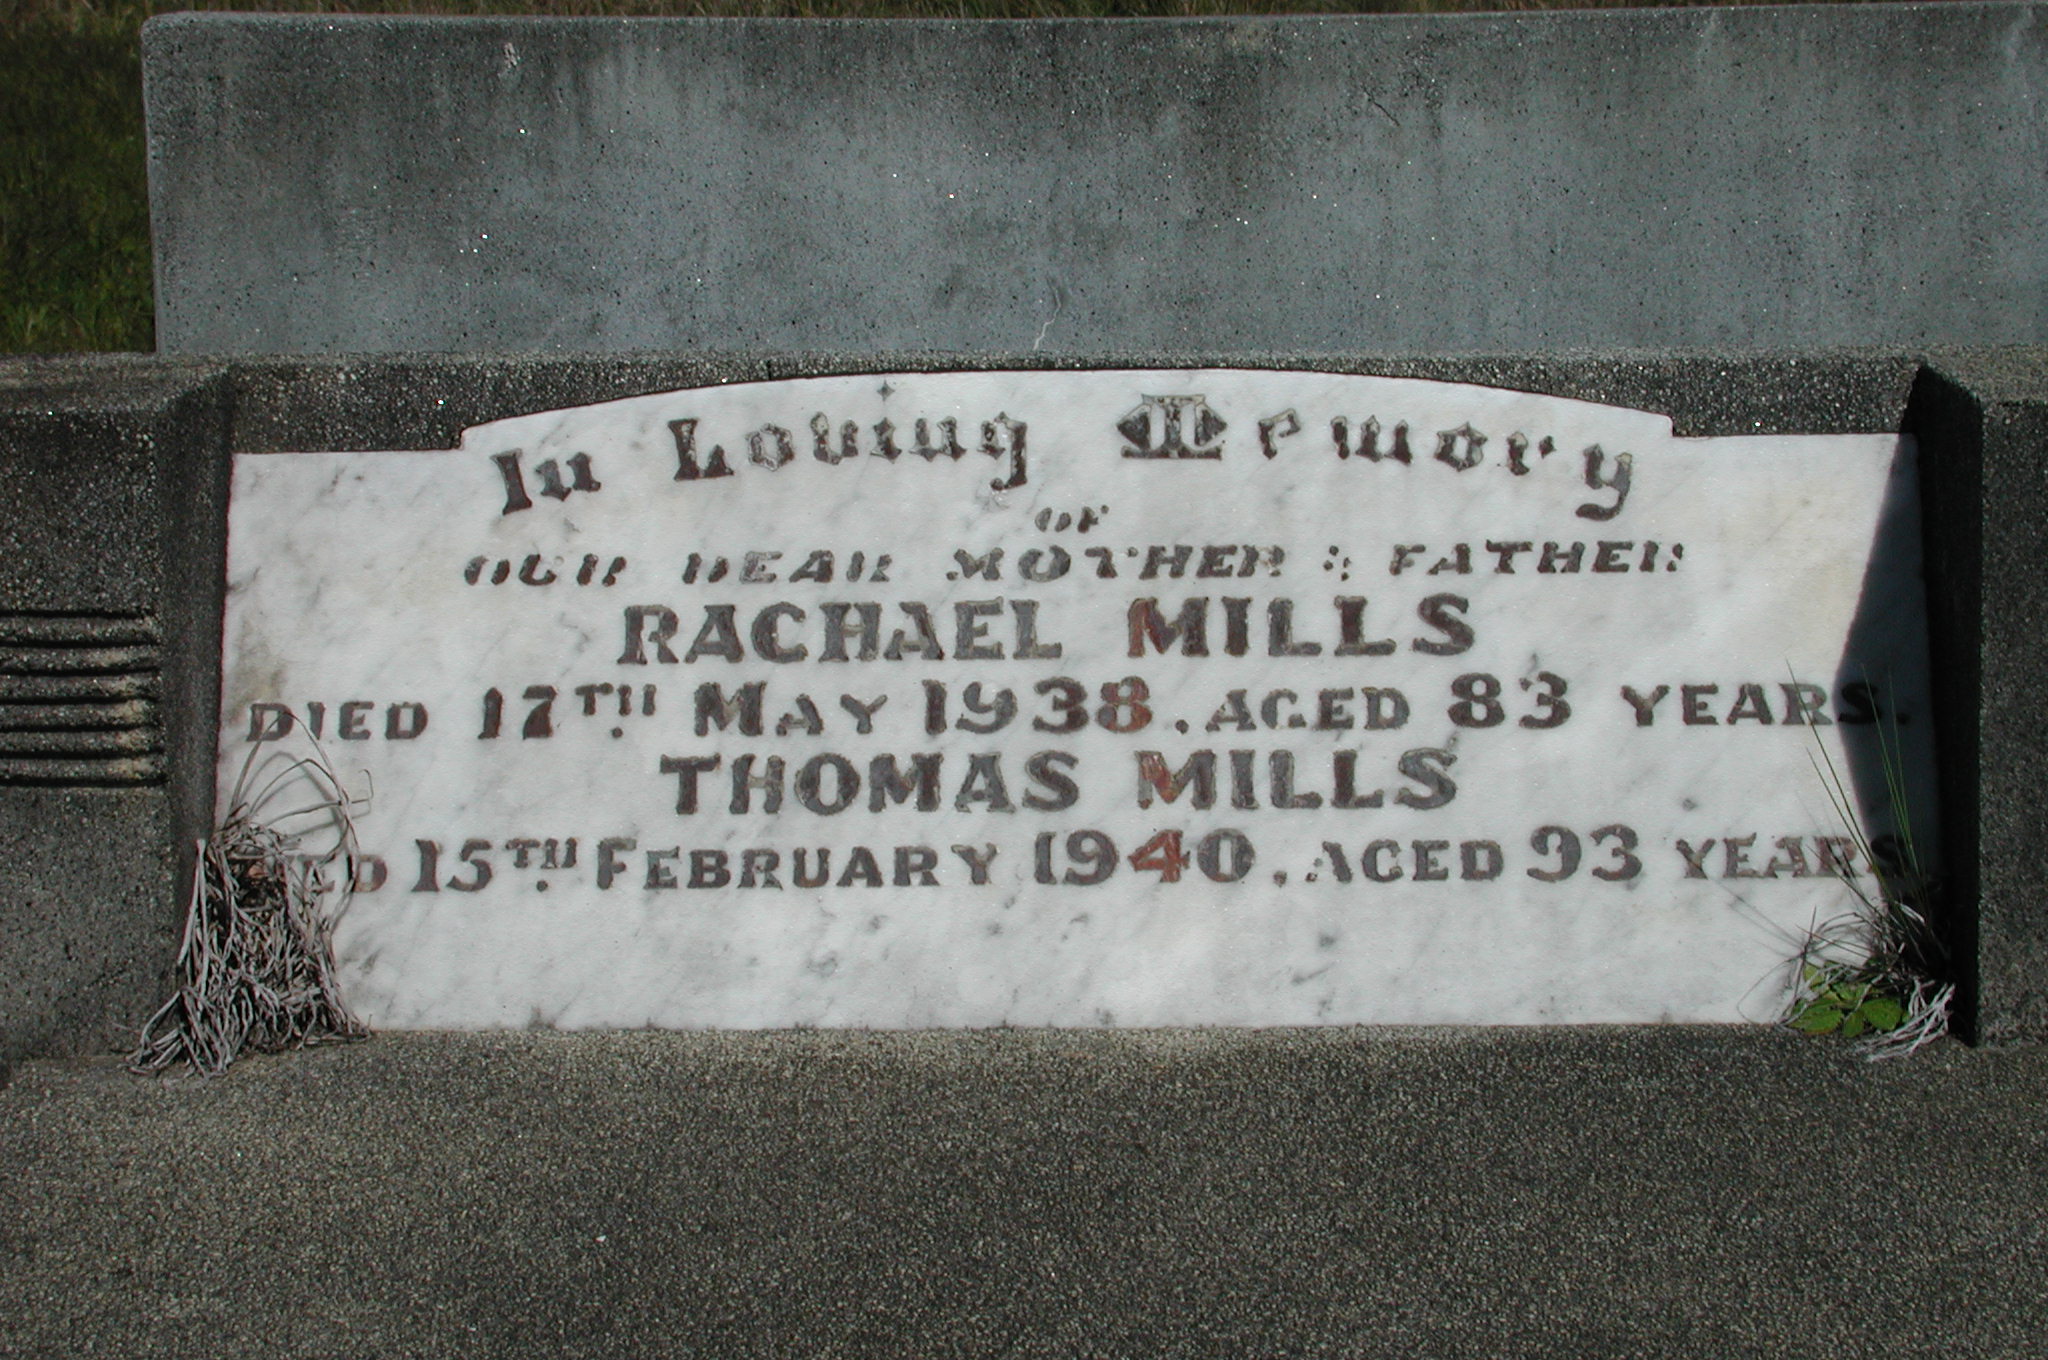 In Loving Memory
OF
OUR DEAR MOTHER & FATHER
RACHAEL MILLS
DIED 17TH MAY 1938. AGED 83 YEARS.
THOMAS MILLS
DIED 15TH FEBRUARY 1940. AGED 93 YEARS.